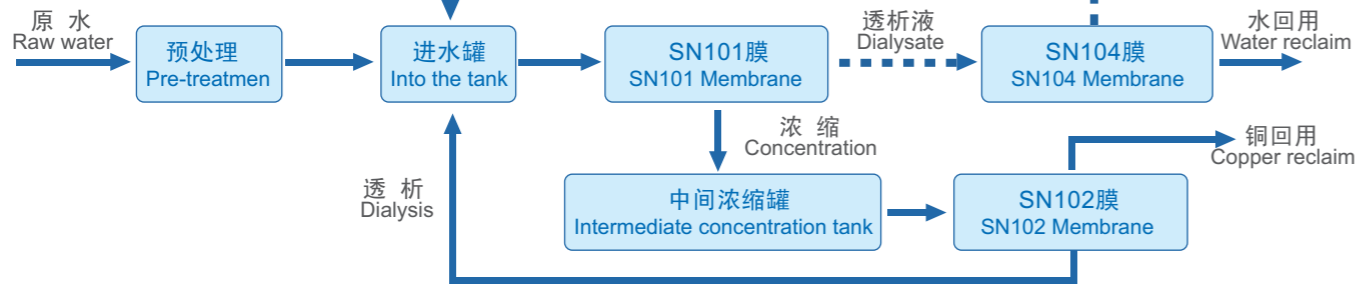 原 水
Raw water
预处理
Pre-treatmen
进水罐
Into the tank
SN101膜
SN101 Membrane
透析液
Dialysate
SN104膜
SN104 Membrane
水回用
Water reclaim
浓 缩
Concentration
铜回用
Copper reclaim
透 析
Dialysis
中间浓缩罐
Intermediate concentration tank
SN102膜
SN102 Membrane